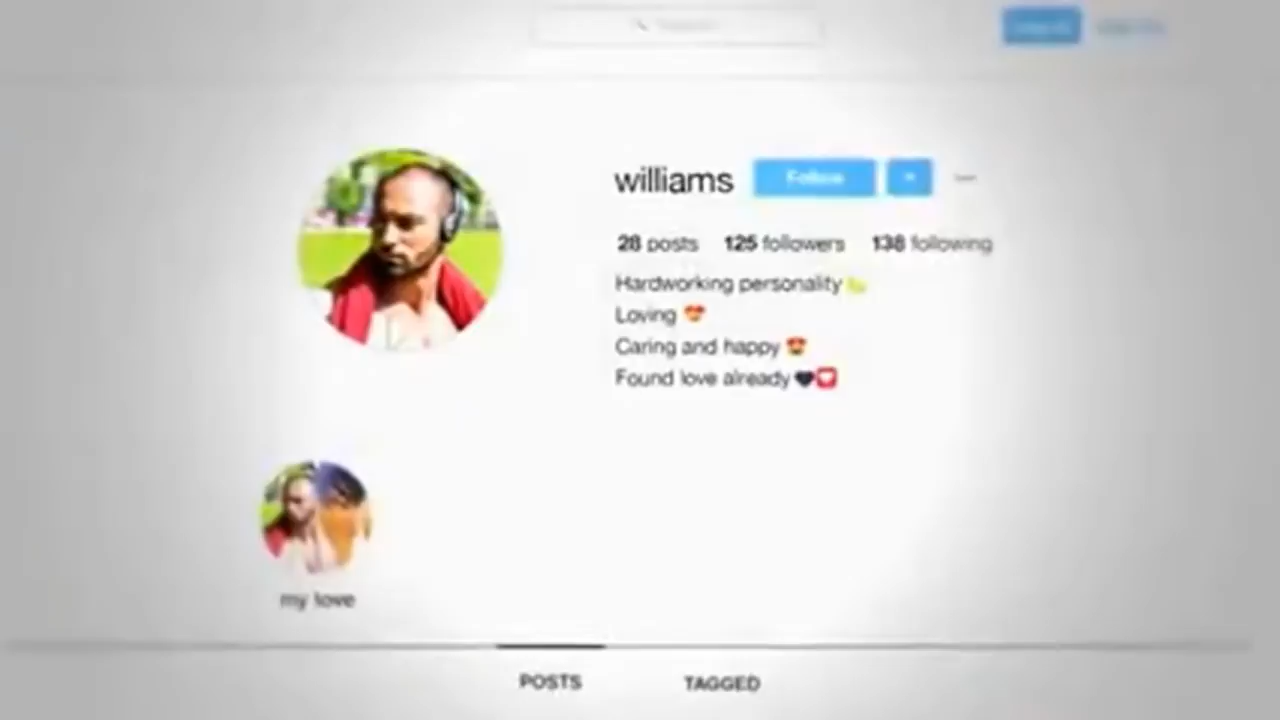 williams Follow
28 posts 125 followers 138 following
Hardworking personality
Loving 😍
Caring and happy 😍
Found love already 🖤💟
my love
POSTS TAGGED